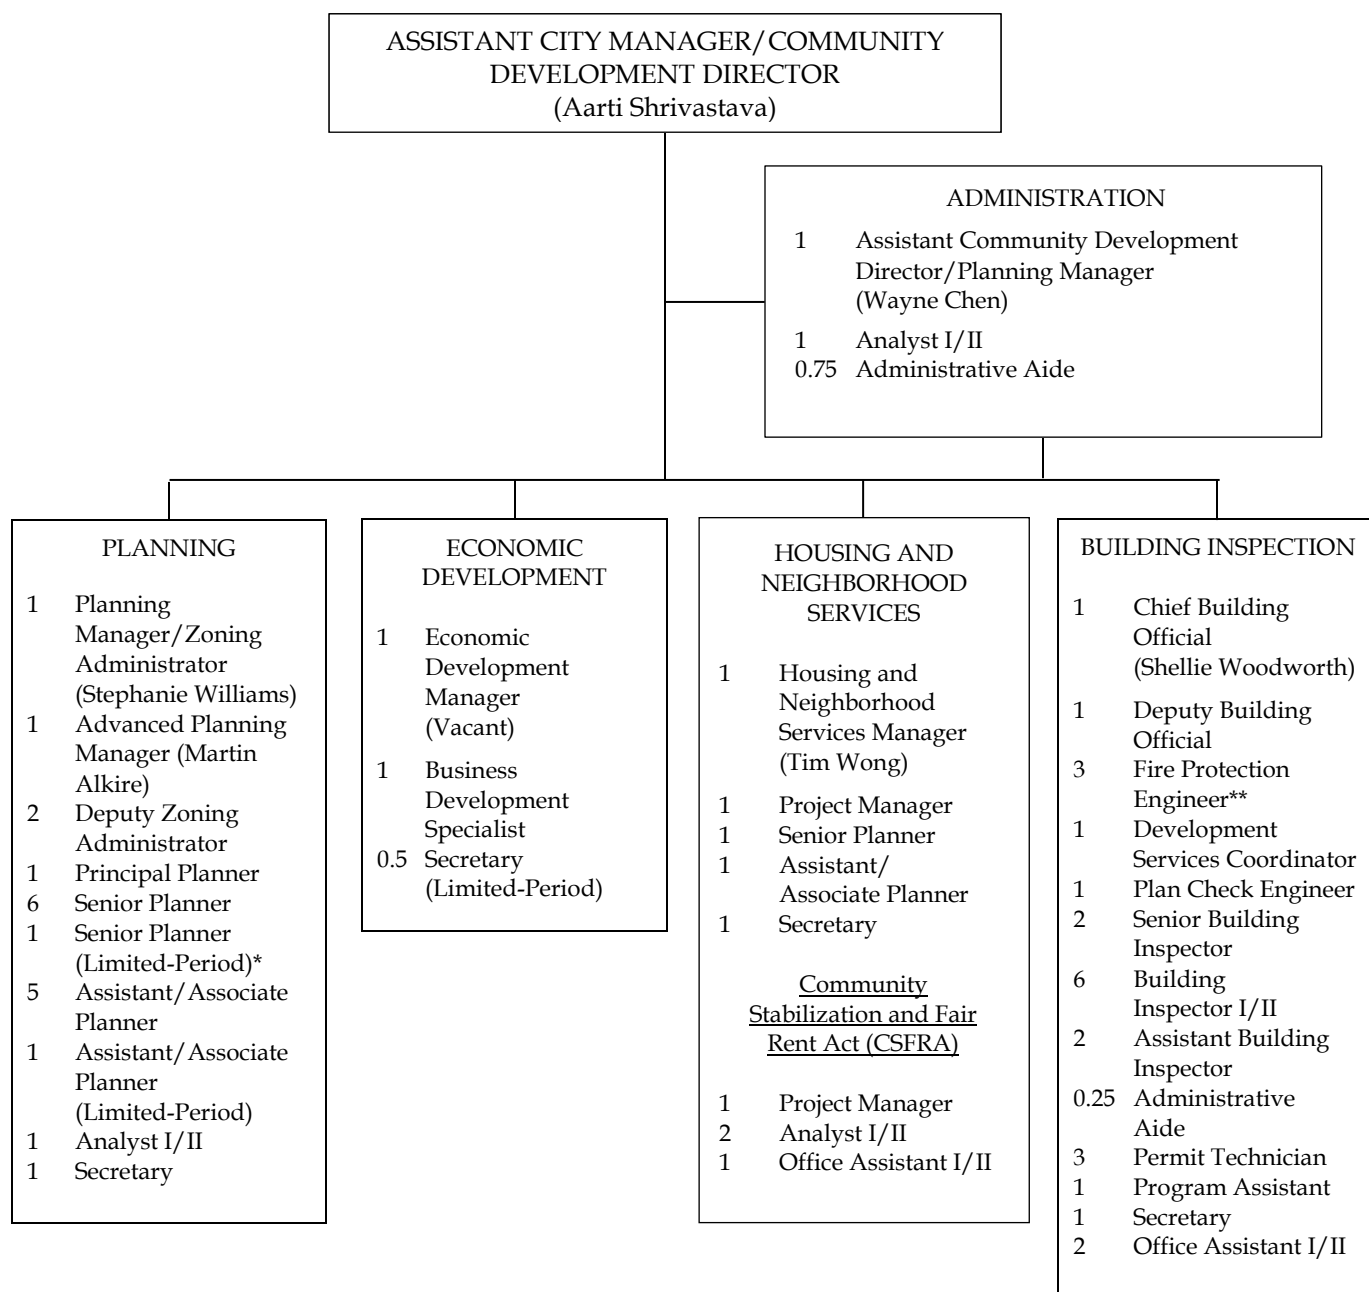 ASSISTANT CITY MANAGER/COMMUNITY
DEVELOPMENT DIRECTOR
(Aarti Shrivastava)
ADMINISTRATION
1 Assistant Community Development
Director/Planning Manager
(Wayne Chen)
1 Analyst I/II
0.75 Administrative Aide
PLANNING
1 Planning
Manager/Zoning
Administrator
(Stephanie Williams)
1 Advanced Planning
Manager (Martin
Alkire)
2 Deputy Zoning
Administrator
1 Principal Planner
6 Senior Planner
1 Senior Planner
(Limited-Period)*
5 Assistant/Associate
Planner
1 Assistant/Associate
Planner
(Limited-Period)
1 Analyst I/II
1 Secretary
ECONOMIC
DEVELOPMENT
1 Economic
Development
Manager
(Vacant)
1 Business
Development
Specialist
0.5 Secretary
(Limited-Period)
HOUSING AND
NEIGHBORHOOD
SERVICES
1 Housing and
Neighborhood
Services Manager
(Tim Wong)
1 Project Manager
1 Senior Planner
1 Assistant/
Associate Planner
1 Secretary
Community
Stabilization and Fair
Rent Act (CSFRA)
1 Project Manager
2 Analyst I/II
1 Office Assistant I/II
BUILDING INSPECTION
1 Chief Building
Official
(Shellie Woodworth)
1 Deputy Building
Official
3 Fire Protection
Engineer**
1 Development
Services Coordinator
1 Plan Check Engineer
2 Senior Building
Inspector
6 Building
Inspector I/II
2 Assistant Building
Inspector
0.25 Administrative
Aide
3 Permit Technician
1 Program Assistant
1 Secretary
2 Office Assistant I/II